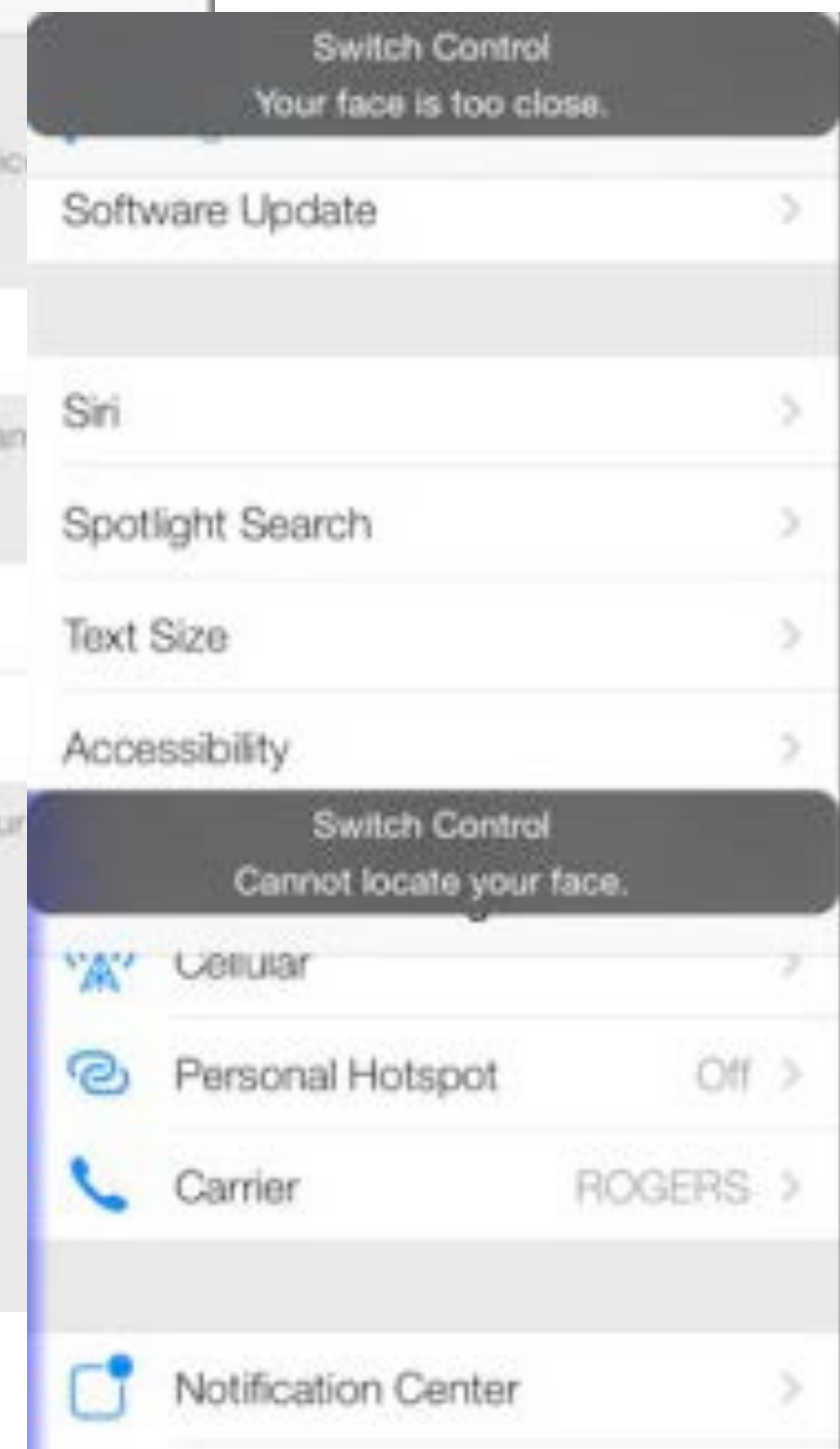 Switch Control
Your face is too close.
Software Update
Siri
Spotlight Search
Text Size
Accessibility
Switch Control
Cannot locate your face.
Cellular
Personal Hotspot Off
Carrier ROGERS
Notification Center